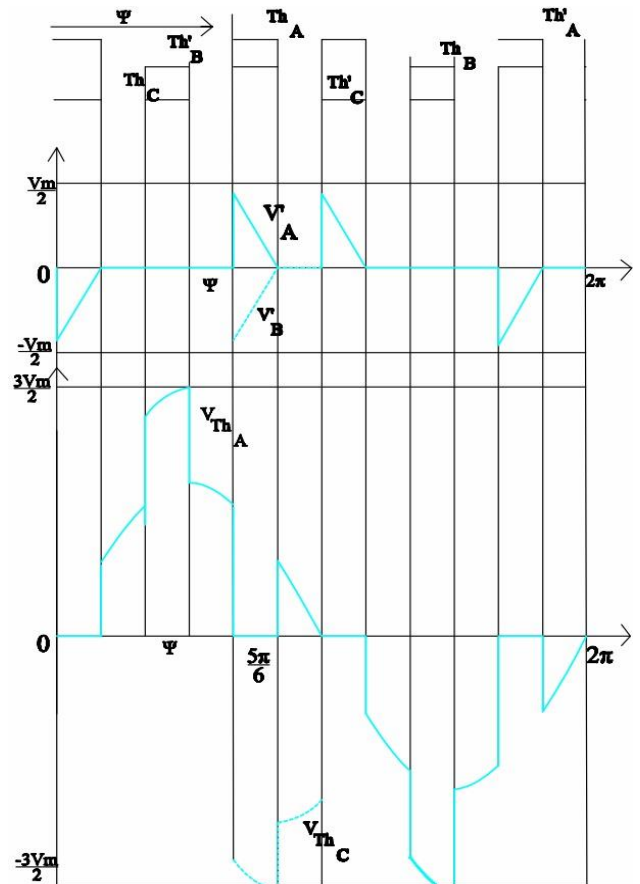 Ψ
Th A
Th' A
Th' B
Th B
Th C
Th' C
Vm/2
V' A
0
Ψ
2π
V' B
-Vm/2
3Vm/2
V Th A
0
Ψ
5π/6
2π
V Th C
-3Vm/2